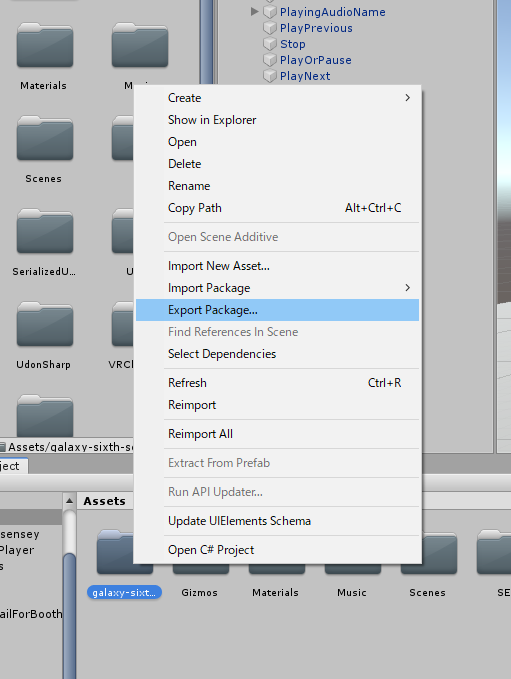 PlayingAudioName
PlayPrevious
Stop
PlayOrPause
PlayNext
Materials
Scenes
SerializedU...
UdonSharp
Create
Show in Explorer
Open
Delete
Rename
Copy Path Alt+Ctrl+C
Open Scene Additive
Import New Asset...
Import Package
Export Package...
Find References In Scene
Select Dependencies
Refresh Ctrl+R
Reimport
Reimport All
Extract From Prefab
Run API Updater...
Update UIElements Schema
Open C# Project
Assets/galaxy-sixth-se
ject
Assets
sensey
Player
s
ailForBooth
galaxy-sixt...
Gizmos
Materials
Music
Scenes
SE